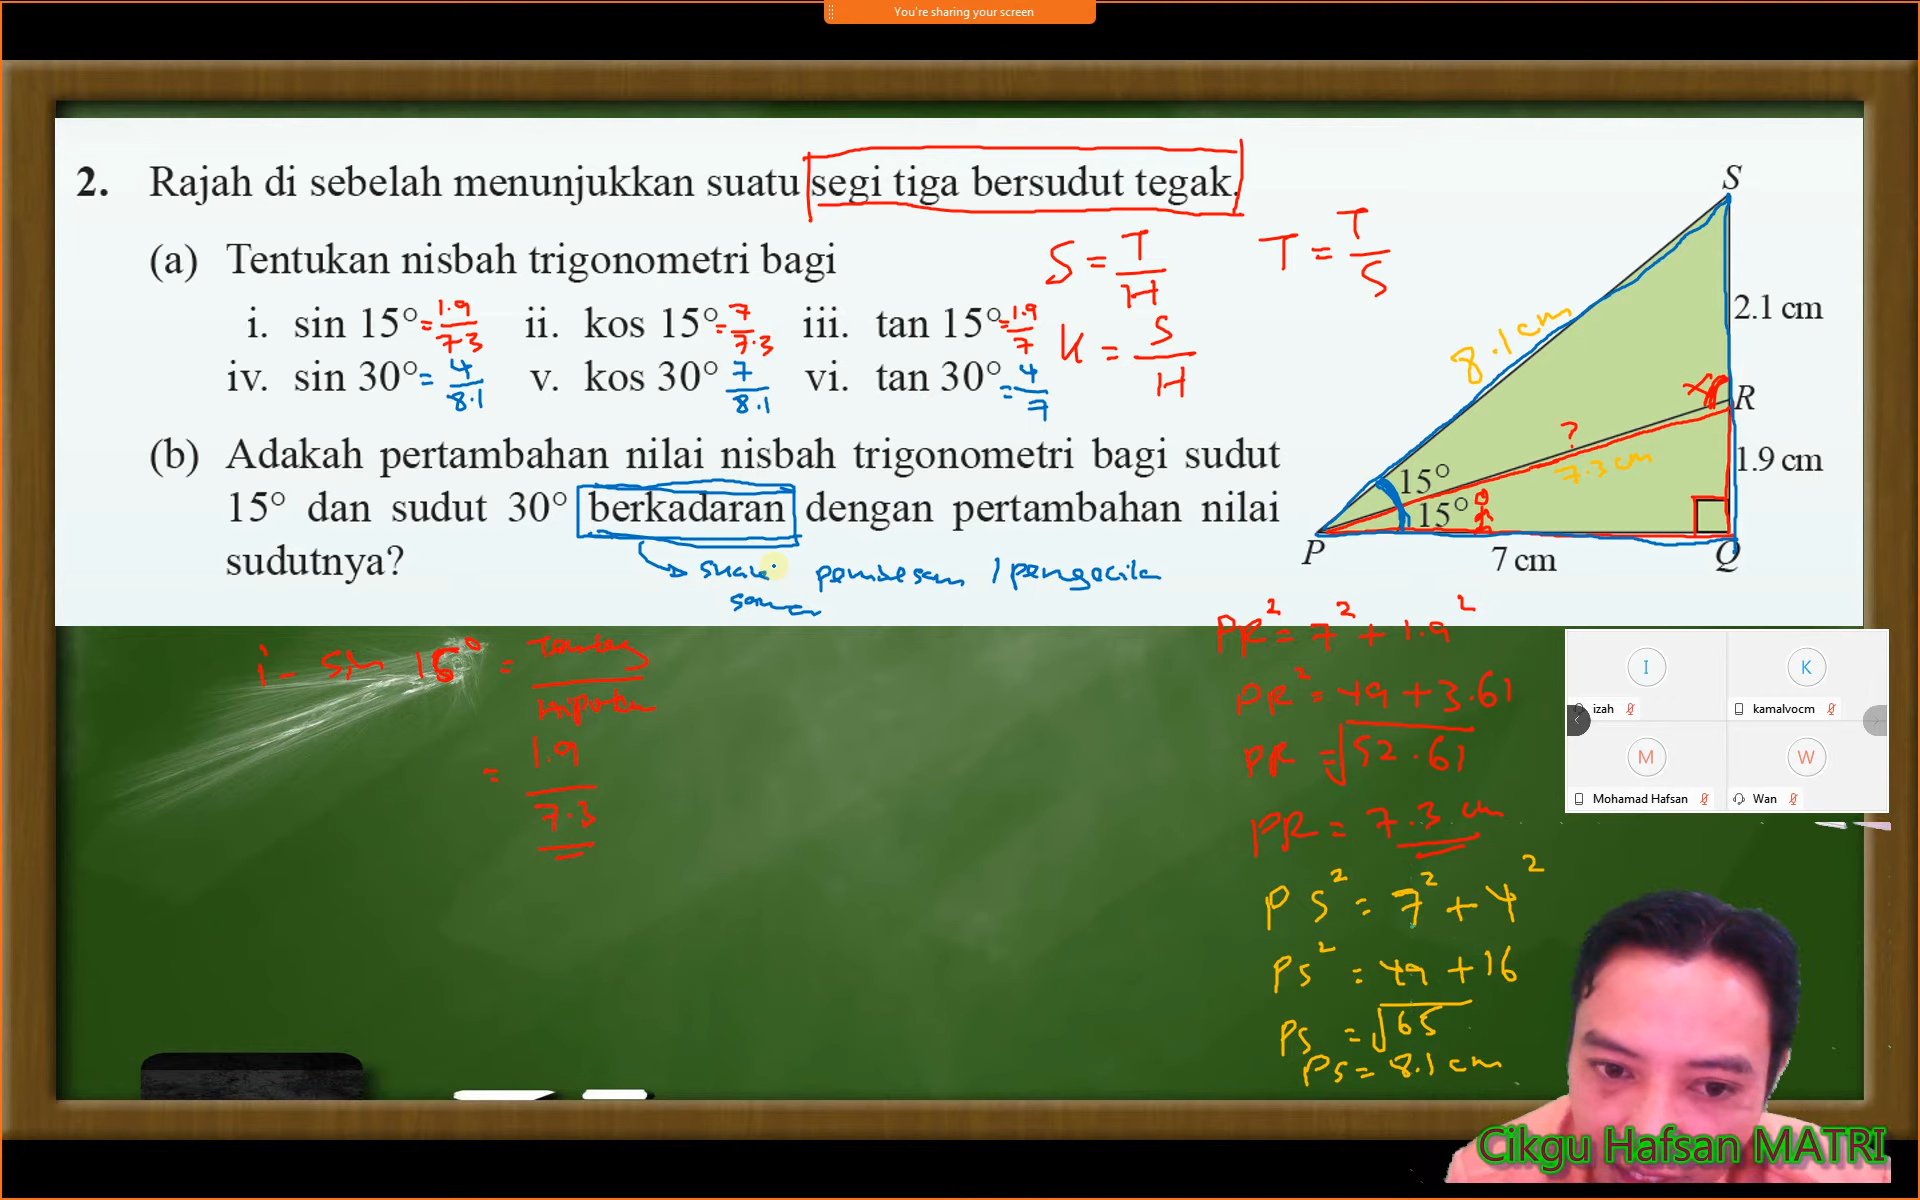 You're sharing your screen
2. Rajah di sebelah menunjukkan suatu segi tiga bersudut tegak.
(a) Tentukan nisbah trigonometri bagi
i. sin 15° = 1.9/7.3 ii. kos 15° = 7/7.3 iii. tan 15° = 1.9/7
iv. sin 30° = 4/8.1 v. kos 30° 7/8.1 vi. tan 30° = 4/7
S = T/H
T = T/S
K = S/H
(b) Adakah pertambahan nilai nisbah trigonometri bagi sudut
15° dan sudut 30° berkadaran dengan pertambahan nilai
sudutnya?
S
8.1 cm
2.1 cm
R
?
7.3 cm
1.9 cm
15°
15°
P
7 cm
Q
i - sin 15° =
= 1.9/7.3
PR² = 7² + 1.9²
PR² = 49 + 3.61
PR = √52.61
PR = 7.3 cm
PS² = 7² + 4²
PS² = 49 + 16
PS = √65
PS = 8.1 cm
I
K
izah
kamalvocm
M
W
Mohamad Hafsan
Wan
Cikgu Hafsan MATRI